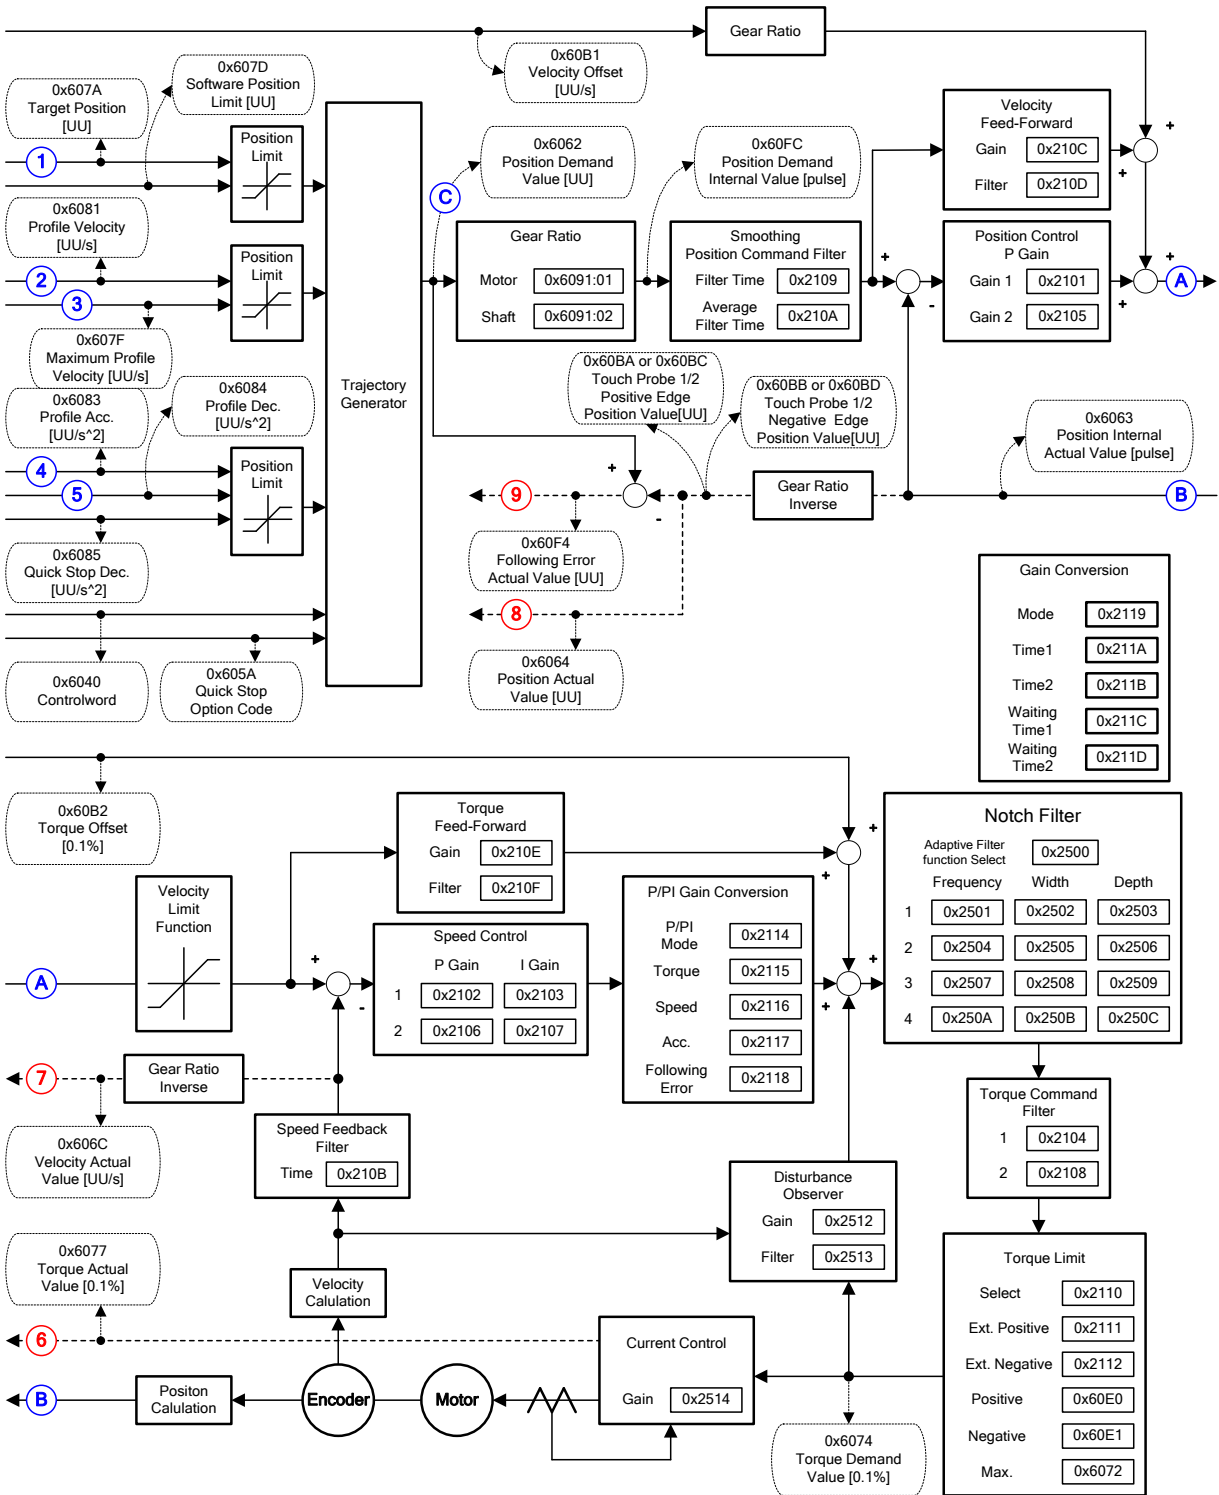 Gear Ratio
0x60B1
Velocity Offset
[UU/s]
0x607D
Software Position
Limit [UU]
0x607A
Target Position
[UU]
Position
Limit
1
0x6081
Profile Velocity
[UU/s]
Position
Limit
2
3
0x607F
Maximum Profile
Velocity [UU/s]
0x6083
Profile Acc.
[UU/s^2]
0x6084
Profile Dec.
[UU/s^2]
Position
Limit
4
5
0x6085
Quick Stop Dec.
[UU/s^2]
0x6040
Controlword
0x605A
Quick Stop
Option Code
Trajectory
Generator
0x6062
Position Demand
Value [UU]
C
0x60FC
Position Demand
Internal Value [pulse]
Gear Ratio
Motor 0x6091:01
Shaft 0x6091:02
Smoothing
Position Command Filter
Filter Time 0x2109
Average
Filter Time 0x210A
Velocity
Feed-Forward
Gain 0x210C
Filter 0x210D
+
+
Position Control
P Gain
Gain 1 0x2101
Gain 2 0x2105
+
-
+
+
A
0x60BA or 0x60BC
Touch Probe 1/2
Positive Edge
Position Value[UU]
0x60BB or 0x60BD
Touch Probe 1/2
Negative Edge
Position Value[UU]
0x6063
Position Internal
Actual Value [pulse]
+
-
9
Gear Ratio
Inverse
B
0x60F4
Following Error
Actual Value [UU]
8
0x6064
Position Actual
Value [UU]
Gain Conversion
Mode 0x2119
Time1 0x211A
Time2 0x211B
Waiting
Time1 0x211C
Waiting
Time2 0x211D
0x60B2
Torque Offset
[0.1%]
Torque
Feed-Forward
Gain 0x210E
Filter 0x210F
+
+
Velocity
Limit
Function
A
+
-
Speed Control
P Gain I Gain
1 0x2102 0x2103
2 0x2106 0x2107
P/PI Gain Conversion
P/PI
Mode 0x2114
Torque 0x2115
Speed 0x2116
Acc. 0x2117
Following
Error 0x2118
+
+
Notch Filter
Adaptive Filter
function Select 0x2500
Frequency Width Depth
1 0x2501 0x2502 0x2503
2 0x2504 0x2505 0x2506
3 0x2507 0x2508 0x2509
4 0x250A 0x250B 0x250C
7
Gear Ratio
Inverse
0x606C
Velocity Actual
Value [UU/s]
Speed Feedback
Filter
Time 0x210B
Torque Command
Filter
1 0x2104
2 0x2108
Disturbance
Observer
Gain 0x2512
Filter 0x2513
0x6077
Torque Actual
Value [0.1%]
Velocity
Calulation
6
Current Control
Gain 0x2514
Torque Limit
Select 0x2110
Ext. Positive 0x2111
Ext. Negative 0x2112
Positive 0x60E0
Negative 0x60E1
Max. 0x6072
B
Positon
Calulation
Encoder
Motor
0x6074
Torque Demand
Value [0.1%]